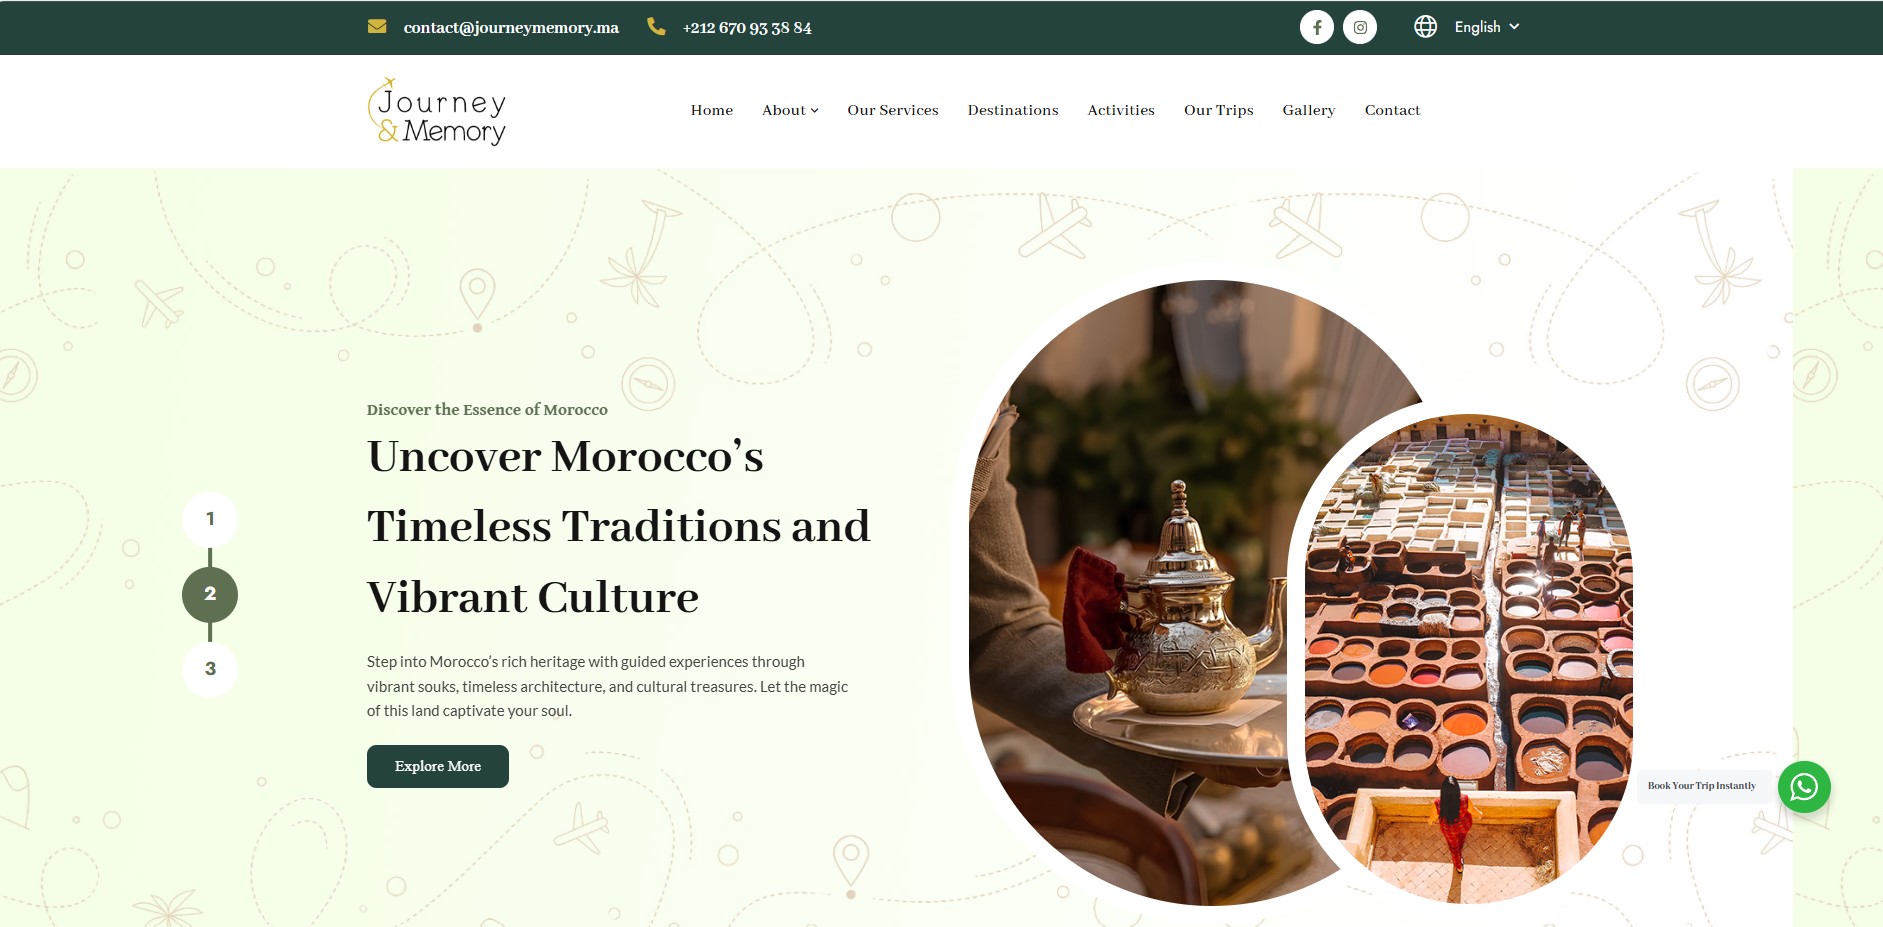 contact@journeymemory.ma
+212 670 93 38 84
English
Journey
& Memory
Home
About
Our Services
Destinations
Activities
Our Trips
Gallery
Contact
Discover the Essence of Morocco
Uncover Morocco’s
Timeless Traditions and
Vibrant Culture
1
2
3
Step into Morocco’s rich heritage with guided experiences through
vibrant souks, timeless architecture, and cultural treasures. Let the magic
of this land captivate your soul.
Explore More
Book Your Trip Instantly